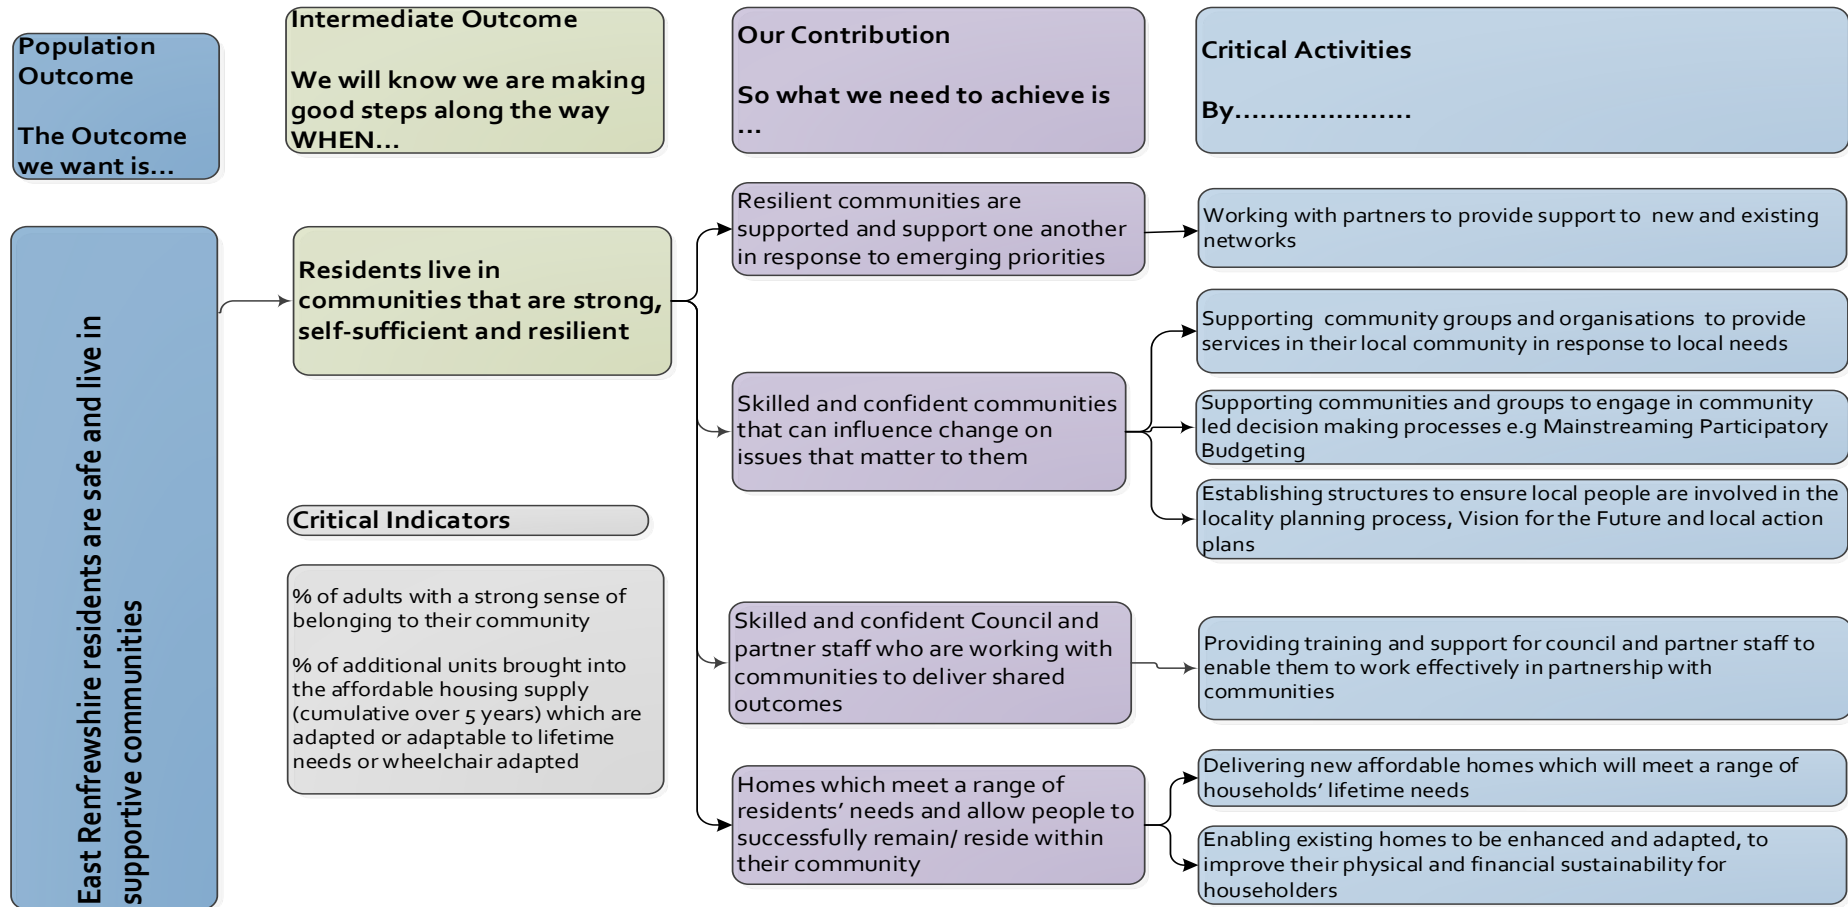 Population
Outcome
The Outcome
we want is...
Intermediate Outcome
We will know we are making
good steps along the way
WHEN...
Our Contribution
So what we need to achieve is
...
Critical Activities
By.....................
East Renfrewshire residents are safe and live in
supportive communities
Residents live in
communities that are strong,
self-sufficient and resilient
Critical Indicators
% of adults with a strong sense of
belonging to their community
% of additional units brought into
the affordable housing supply
(cumulative over 5 years) which are
adapted or adaptable to lifetime
needs or wheelchair adapted
Resilient communities are
supported and support one another
in response to emerging priorities
Working with partners to provide support to new and existing
networks
Skilled and confident communities
that can influence change on
issues that matter to them
Supporting community groups and organisations to provide
services in their local community in response to local needs
Supporting communities and groups to engage in community
led decision making processes e.g Mainstreaming Participatory
Budgeting
Establishing structures to ensure local people are involved in the
locality planning process, Vision for the Future and local action
plans
Skilled and confident Council and
partner staff who are working with
communities to deliver shared
outcomes
Providing training and support for council and partner staff to
enable them to work effectively in partnership with
communities
Homes which meet a range of
residents' needs and allow people to
successfully remain/ reside within
their community
Delivering new affordable homes which will meet a range of
households' lifetime needs
Enabling existing homes to be enhanced and adapted, to
improve their physical and financial sustainability for
householders